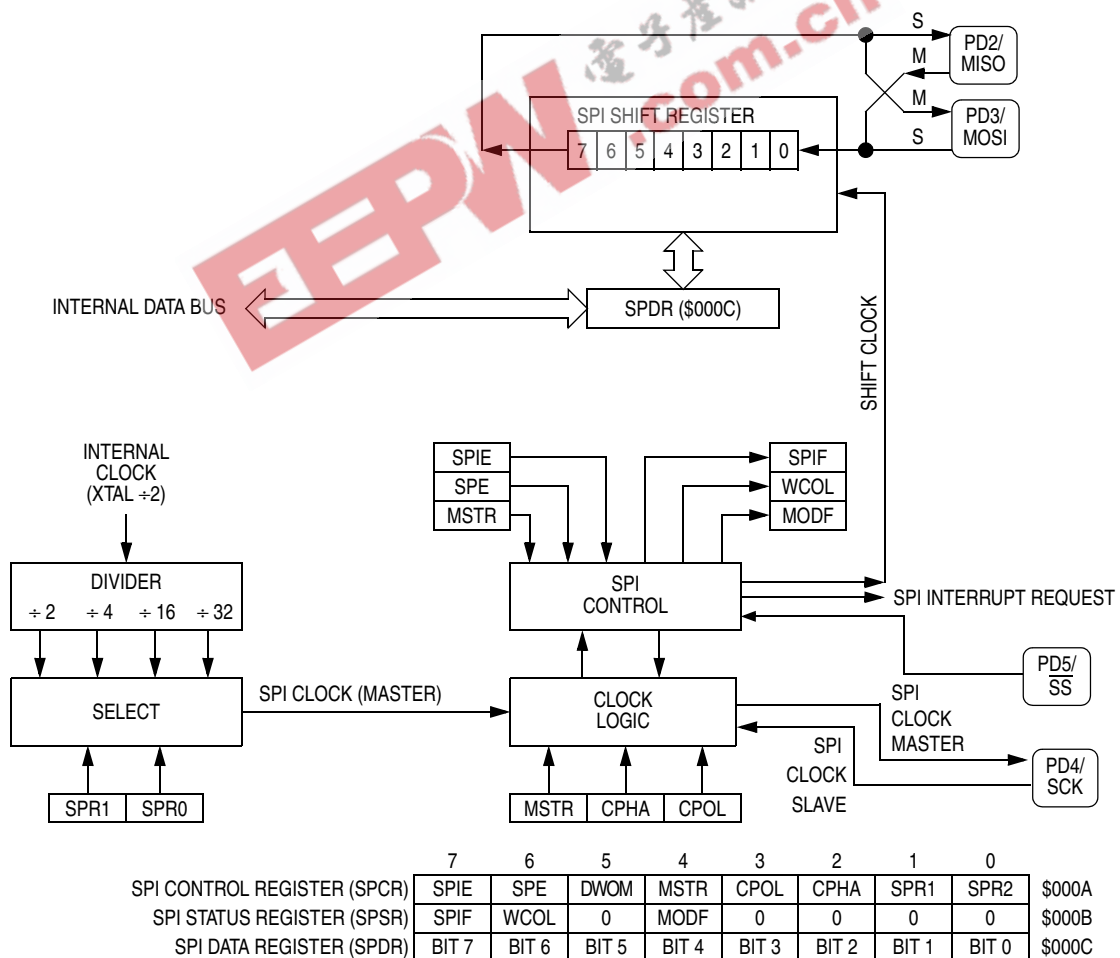 S
PD2/
MISO
M
M
PD3/
MOSI
S
SPI SHIFT REGISTER
7 6 5 4 3 2 1 0
EEPW
.com.cn
INTERNAL DATA BUS
SPDR ($000C)
SHIFT CLOCK
INTERNAL
CLOCK
(XTAL ÷2)
SPIE
SPE
MSTR
SPIF
WCOL
MODF
DIVIDER
÷ 2 ÷ 4 ÷ 16 ÷ 32
SPI
CONTROL
SPI INTERRUPT REQUEST
PD5/
SS
SELECT
SPI CLOCK (MASTER)
CLOCK
LOGIC
SPI
CLOCK
MASTER
SPI
CLOCK
SLAVE
PD4/
SCK
SPR1 SPR0
MSTR CPHA CPOL
7 6 5 4 3 2 1 0
SPI CONTROL REGISTER (SPCR) SPIE SPE DWOM MSTR CPOL CPHA SPR1 SPR2 $000A
SPI STATUS REGISTER (SPSR) SPIF WCOL 0 MODF 0 0 0 0 $000B
SPI DATA REGISTER (SPDR) BIT 7 BIT 6 BIT 5 BIT 4 BIT 3 BIT 2 BIT 1 BIT 0 $000C